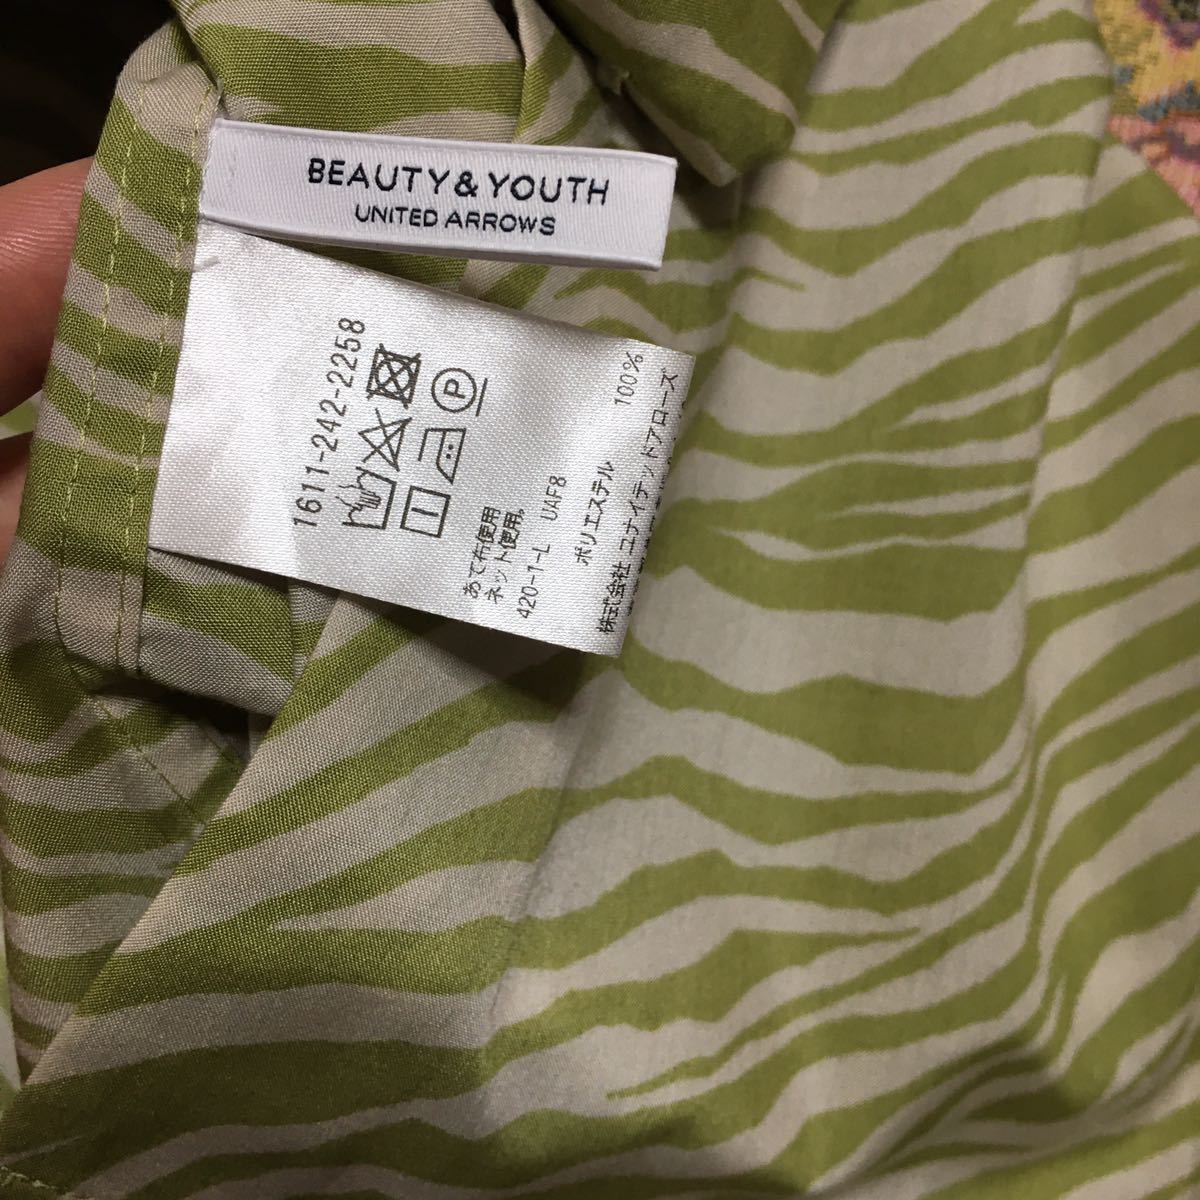 BEAUTY & YOUTH
UNITED ARROWS
1611-242-2258
P
あて布使用
ネット使用。
420-1-L UAF8
ポリエステル 100%
株式会社 ユナイテッドアローズ